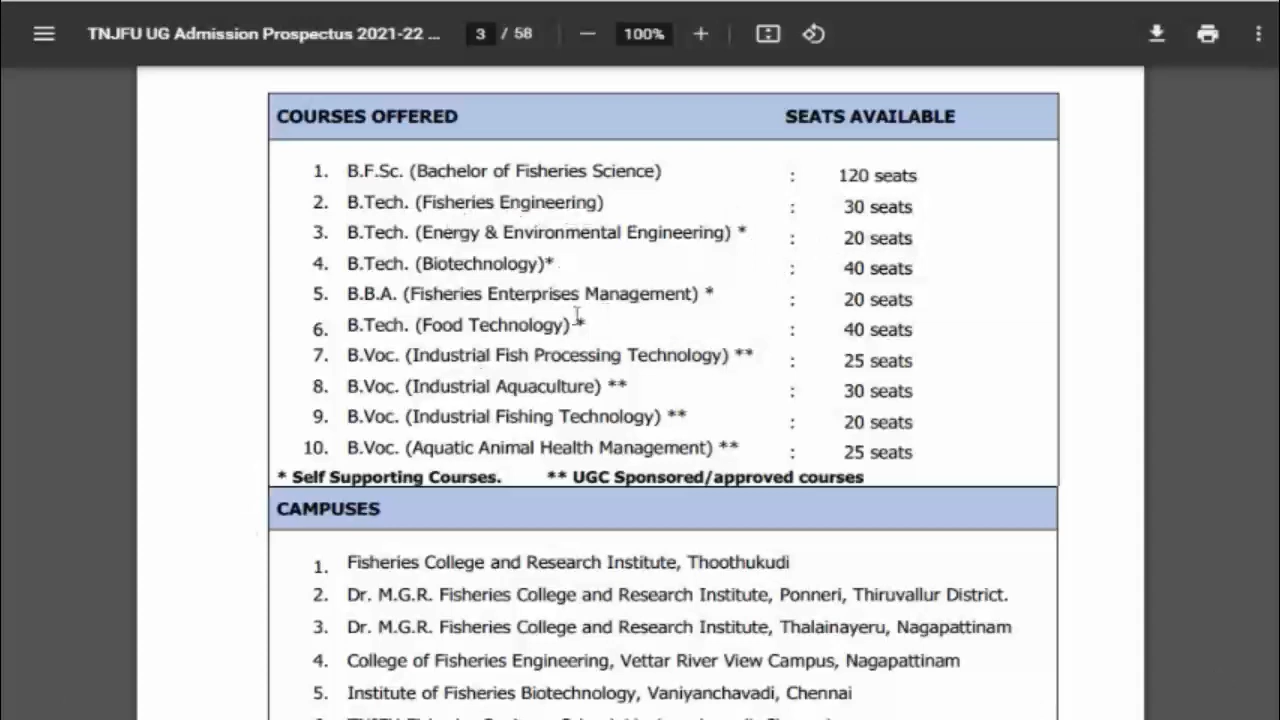 TNJFU UG Admission Prospectus 2021-22 ... 3 / 58 100%
COURSES OFFERED SEATS AVAILABLE
1. B.F.Sc. (Bachelor of Fisheries Science) : 120 seats
2. B.Tech. (Fisheries Engineering) : 30 seats
3. B.Tech. (Energy & Environmental Engineering) * : 20 seats
4. B.Tech. (Biotechnology)* : 40 seats
5. B.B.A. (Fisheries Enterprises Management) * : 20 seats
6. B.Tech. (Food Technology) * : 40 seats
7. B.Voc. (Industrial Fish Processing Technology) ** : 25 seats
8. B.Voc. (Industrial Aquaculture) ** : 30 seats
9. B.Voc. (Industrial Fishing Technology) ** : 20 seats
10. B.Voc. (Aquatic Animal Health Management) ** : 25 seats
* Self Supporting Courses. ** UGC Sponsored/approved courses
CAMPUSES
1. Fisheries College and Research Institute, Thoothukudi
2. Dr. M.G.R. Fisheries College and Research Institute, Ponneri, Thiruvallur District.
3. Dr. M.G.R. Fisheries College and Research Institute, Thalainayeru, Nagapattinam
4. College of Fisheries Engineering, Vettar River View Campus, Nagapattinam
5. Institute of Fisheries Biotechnology, Vaniyanchavadi, Chennai